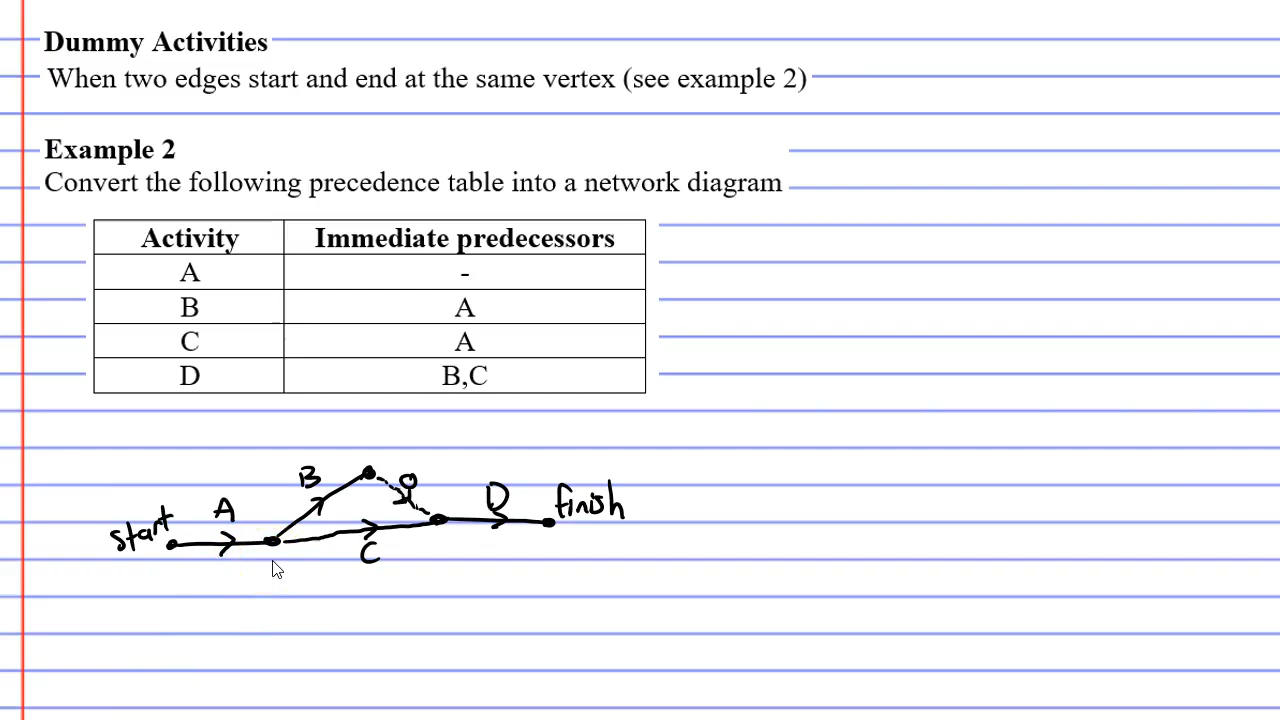 Dummy Activities
When two edges start and end at the same vertex (see example 2)
Example 2
Convert the following precedence table into a network diagram
Activity Immediate predecessors
A -
B A
C A
D B,C
B 0
start A D finish
C